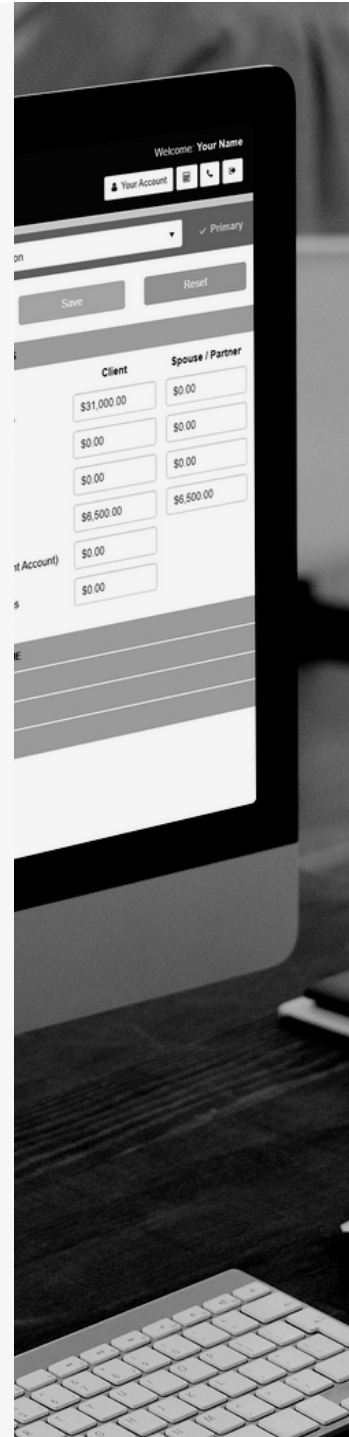 Welcome: Your Name
Your Account
on
Primary
Save
Reset
S
Client
Spouse / Partner
s
$31,000.00
$0.00
$0.00
$0.00
$0.00
$0.00
$6,500.00
$6,500.00
nt Account)
$0.00
s
$0.00
E